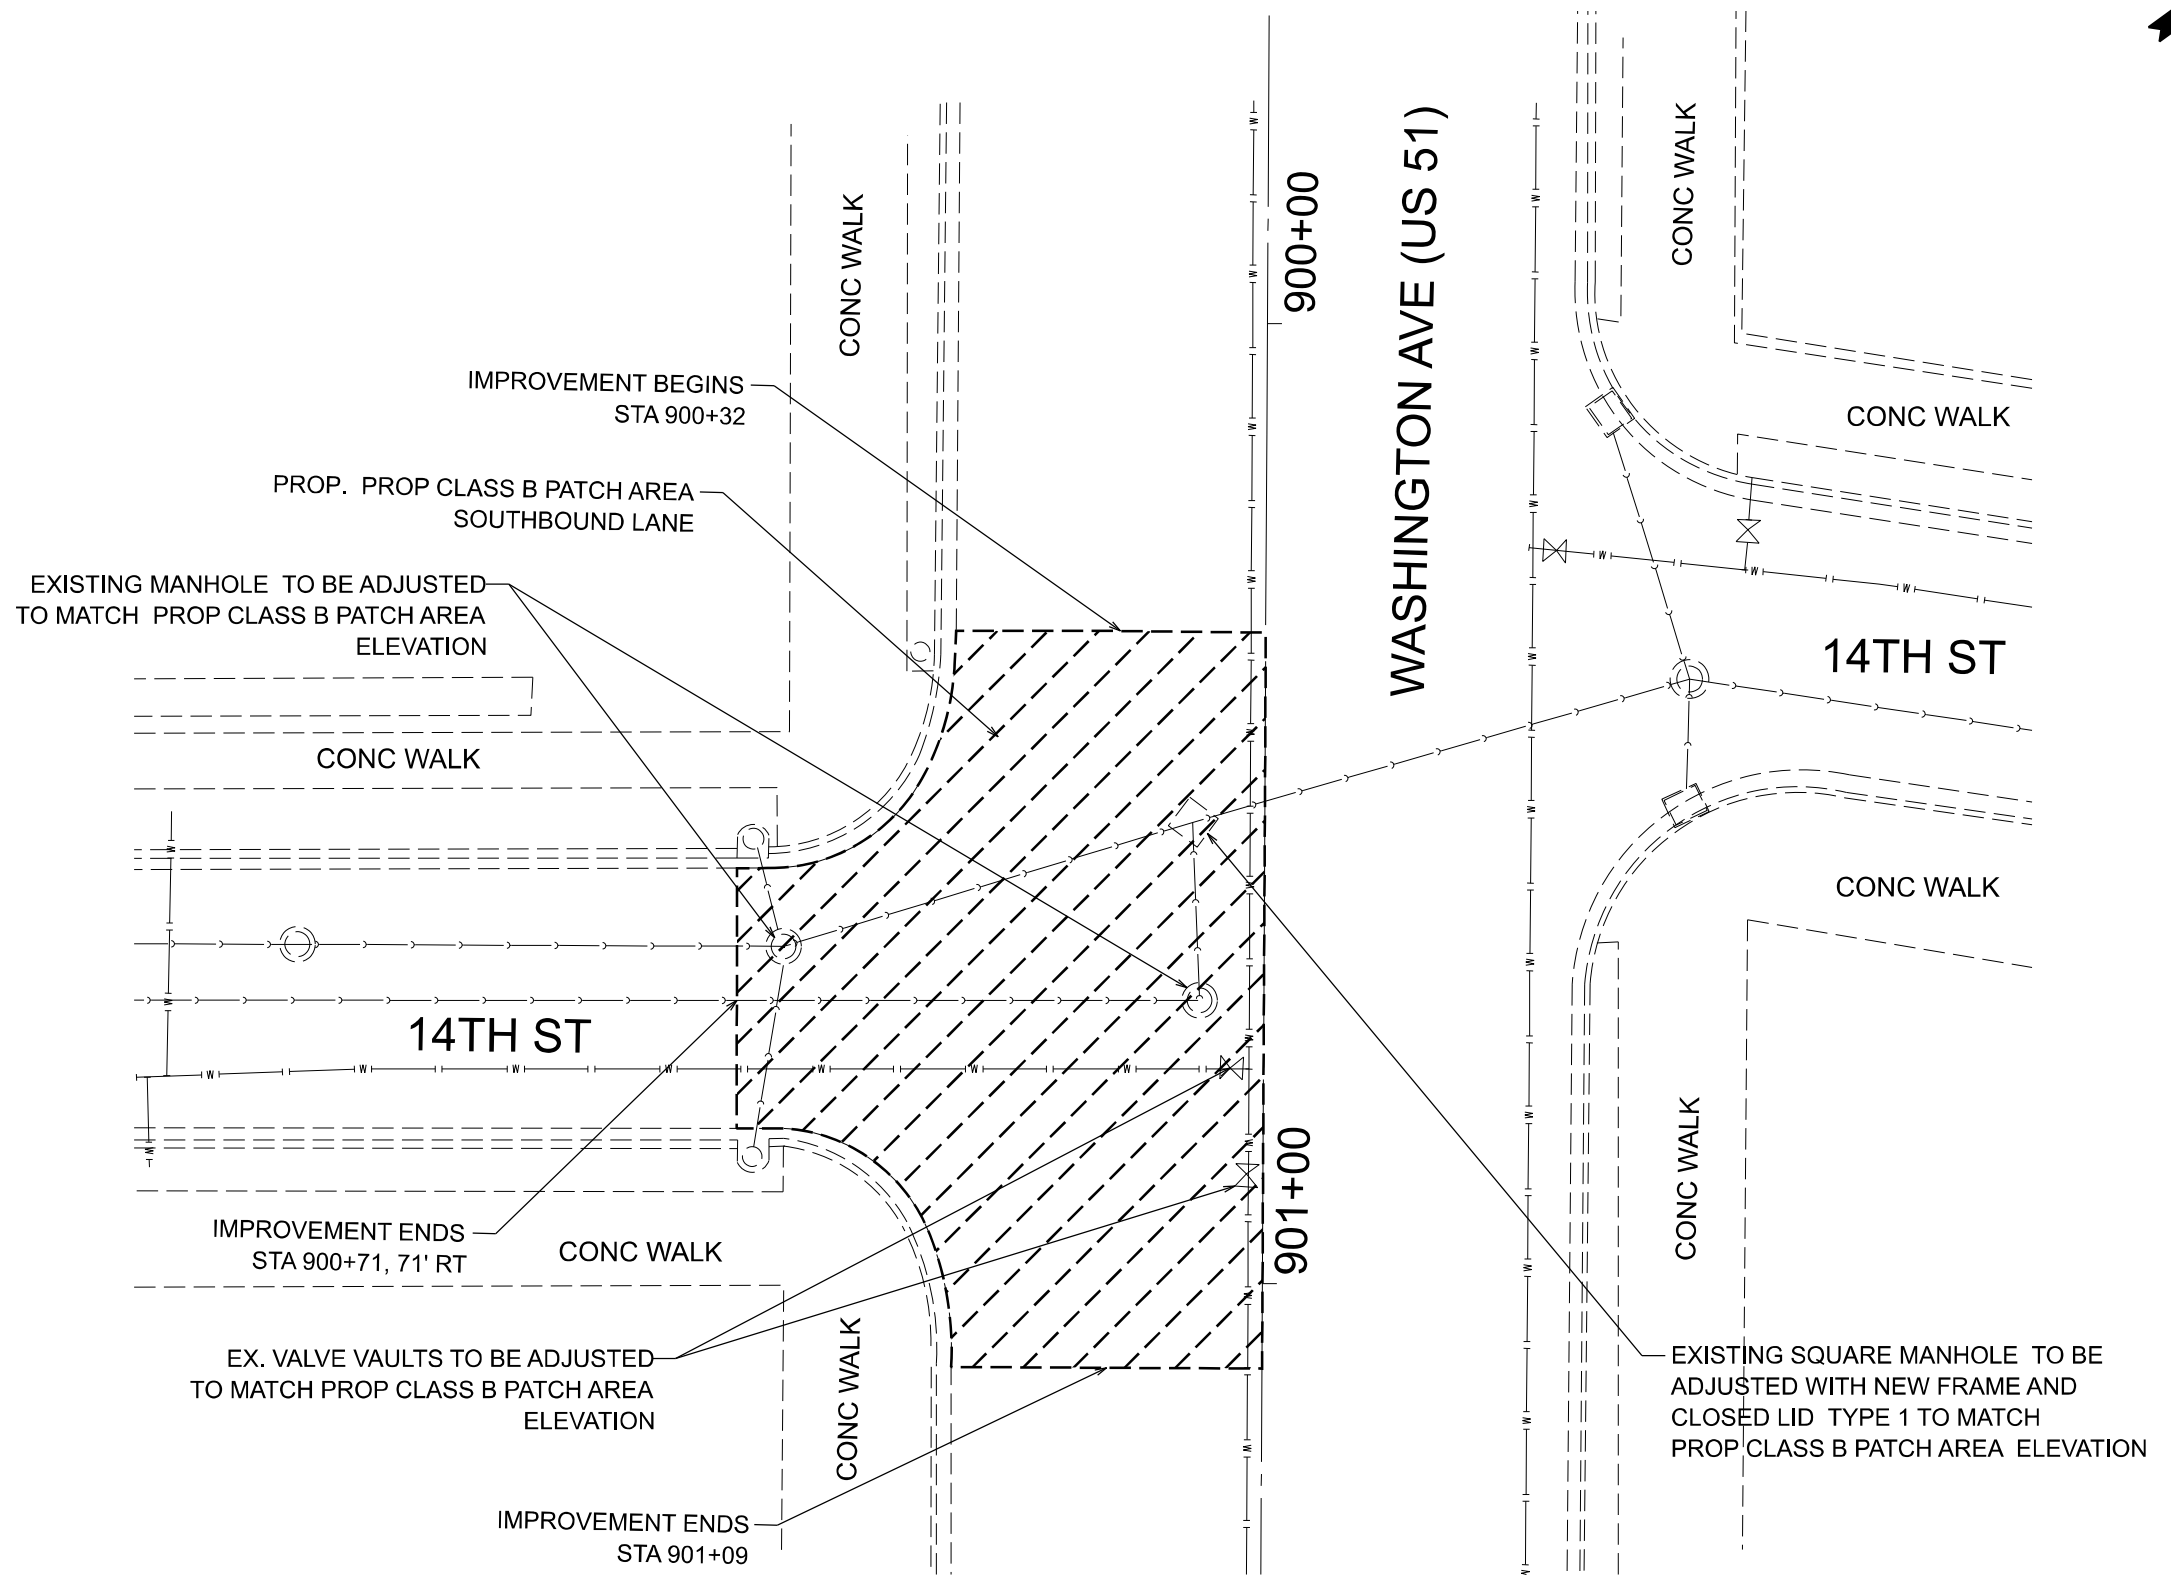 CONC WALK
900+00
WASHINGTON AVE (US 51)
CONC WALK
IMPROVEMENT BEGINS
STA 900+32
CONC WALK
PROP. PROP CLASS B PATCH AREA
SOUTHBOUND LANE
EXISTING MANHOLE TO BE ADJUSTED
TO MATCH PROP CLASS B PATCH AREA
ELEVATION
14TH ST
CONC WALK
CONC WALK
14TH ST
IMPROVEMENT ENDS
STA 900+71, 71' RT
CONC WALK
901+00
CONC WALK
EX. VALVE VAULTS TO BE ADJUSTED
TO MATCH PROP CLASS B PATCH AREA
ELEVATION
CONC WALK
EXISTING SQUARE MANHOLE TO BE
ADJUSTED WITH NEW FRAME AND
CLOSED LID TYPE 1 TO MATCH
PROP CLASS B PATCH AREA ELEVATION
IMPROVEMENT ENDS
STA 901+09